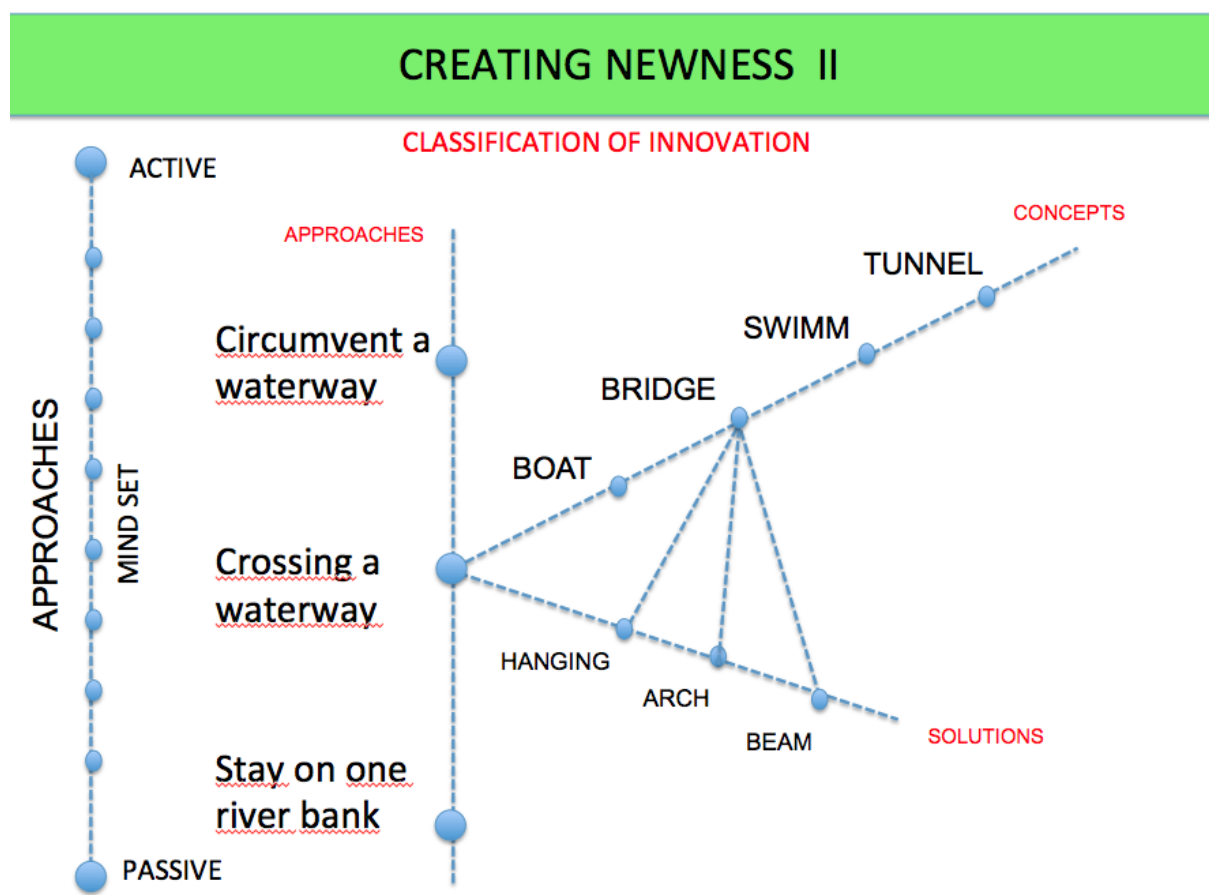 CREATING NEWNESS II
CLASSIFICATION OF INNOVATION
ACTIVE
APPROACHES
MIND SET
PASSIVE
APPROACHES
Circumvent a
waterway
Crossing a
waterway
Stay on one
river bank
CONCEPTS
TUNNEL
SWIMM
BRIDGE
BOAT
HANGING
ARCH
BEAM
SOLUTIONS